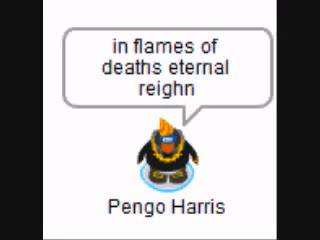 in flames of
deaths eternal
reighn
Pengo Harris